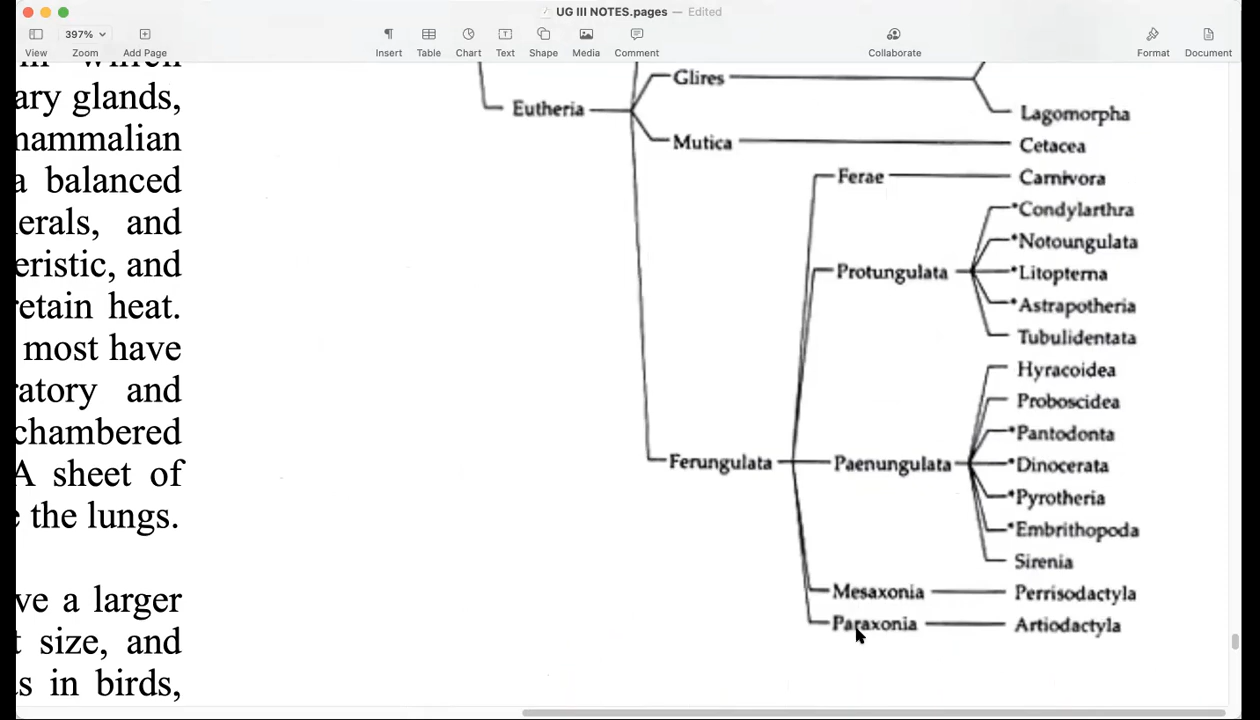 UG III NOTES.pages — Edited
397%
View Zoom Add Page Insert Table Chart Text Shape Media Comment Collaborate Format Document
ary glands,
mammalian
a balanced
erals, and
eristic, and
retain heat.
most have
ratory and
chambered
A sheet of
the lungs.
ve a larger
t size, and
s in birds,
Glires
Eutheria
Lagomorpha
Mutica
Cetacea
Ferae
Carnivora
*Condylarthra
*Notoungulata
Protungulata
*Litopterna
*Astrapotheria
Tubulidentata
Hyracoidea
Proboscidea
*Pantodonta
Ferungulata
Paenungulata
*Dinocerata
*Pyrotheria
*Embrithopoda
Sirenia
Mesaxonia
Perrisodactyla
Paraxonia
Artiodactyla